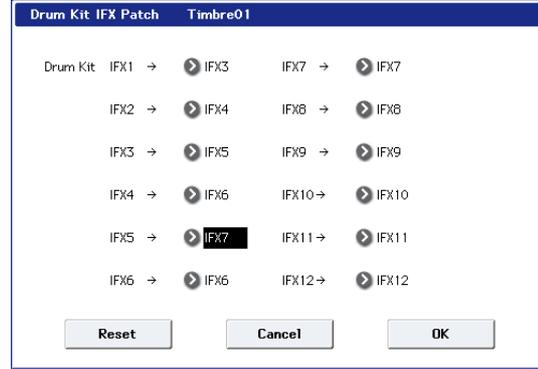 Drum Kit IFX Patch Timbre01
Drum Kit IFX1 → IFX3 IFX7 → IFX7
IFX2 → IFX4 IFX8 → IFX8
IFX3 → IFX5 IFX9 → IFX9
IFX4 → IFX6 IFX10→ IFX10
IFX5 → IFX7 IFX11→ IFX11
IFX6 → IFX6 IFX12→ IFX12
Reset Cancel OK